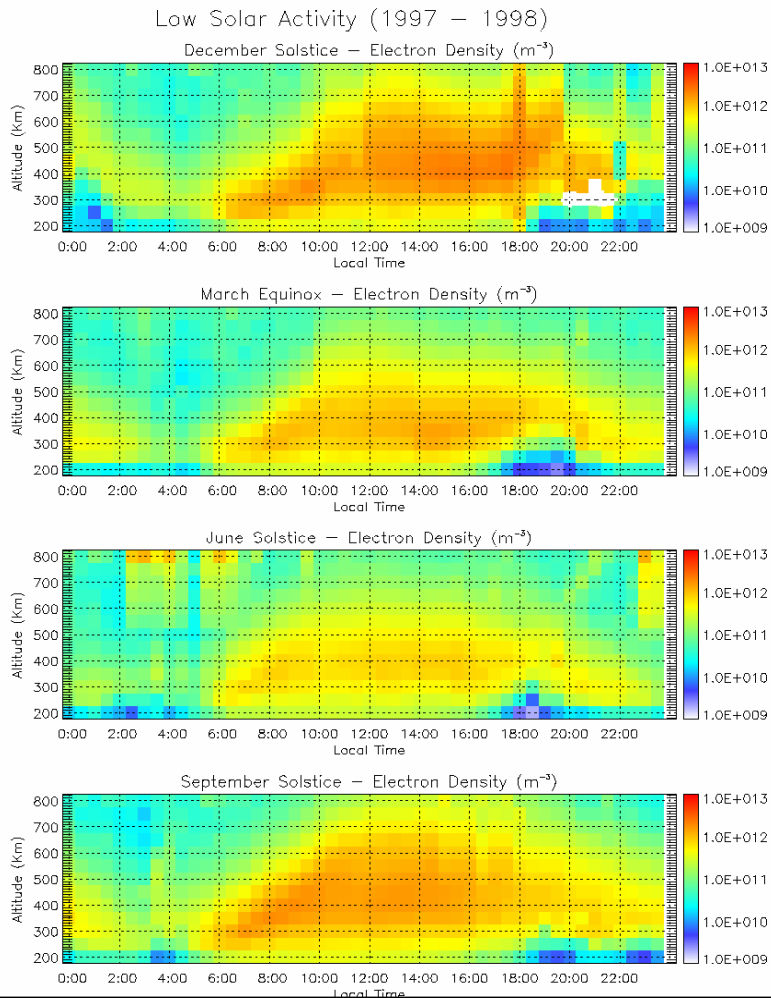 Low Solar Activity (1997 – 1998)
December Solstice – Electron Density (m⁻³)
Altitude (Km)
800
700
600
500
400
300
200
0:00 2:00 4:00 6:00 8:00 10:00 12:00 14:00 16:00 18:00 20:00 22:00
Local Time
1.0E+013
1.0E+012
1.0E+011
1.0E+010
1.0E+009
March Equinox – Electron Density (m⁻³)
Altitude (Km)
800
700
600
500
400
300
200
0:00 2:00 4:00 6:00 8:00 10:00 12:00 14:00 16:00 18:00 20:00 22:00
Local Time
1.0E+013
1.0E+012
1.0E+011
1.0E+010
1.0E+009
June Solstice – Electron Density (m⁻³)
Altitude (Km)
800
700
600
500
400
300
200
0:00 2:00 4:00 6:00 8:00 10:00 12:00 14:00 16:00 18:00 20:00 22:00
Local Time
1.0E+013
1.0E+012
1.0E+011
1.0E+010
1.0E+009
September Solstice – Electron Density (m⁻³)
Altitude (Km)
800
700
600
500
400
300
200
0:00 2:00 4:00 6:00 8:00 10:00 12:00 14:00 16:00 18:00 20:00 22:00
Local Time
1.0E+013
1.0E+012
1.0E+011
1.0E+010
1.0E+009